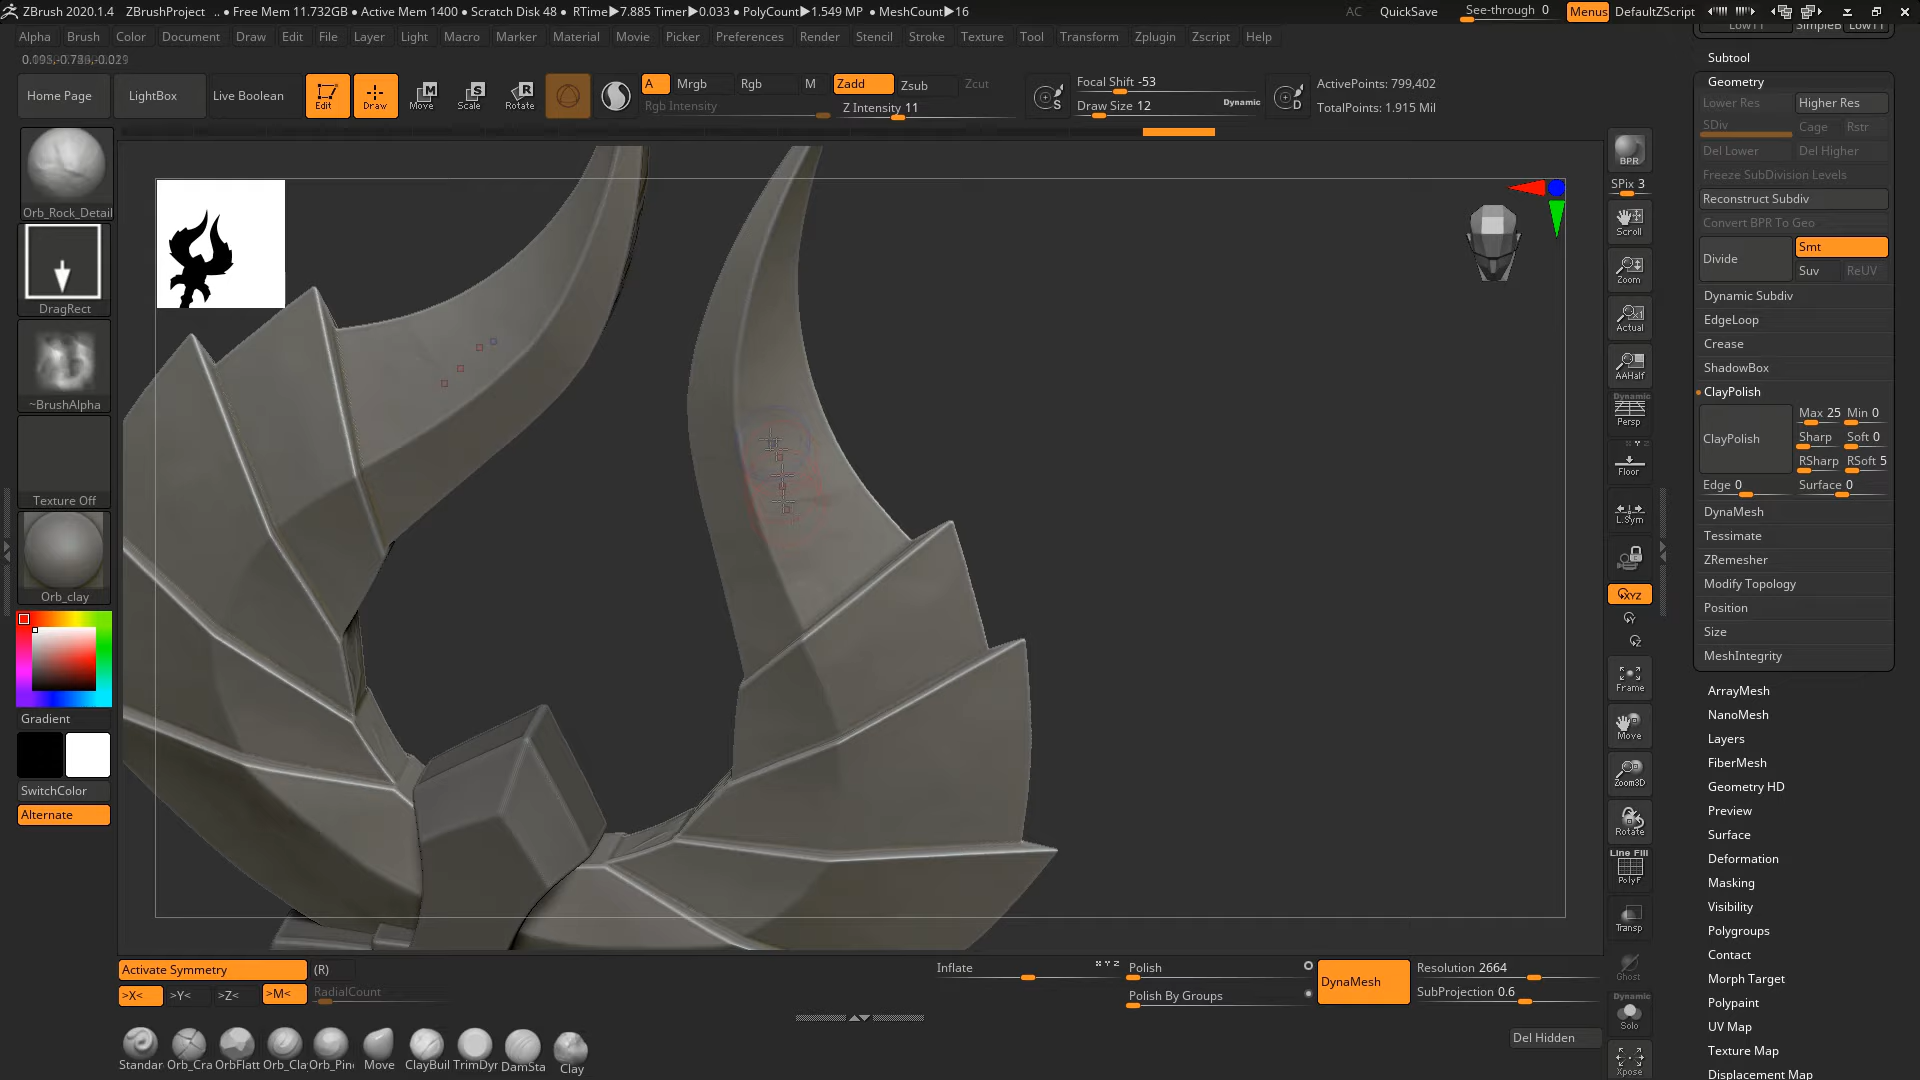 ZBrush 2020.1.4 ZBrushProject .. ● Free Mem 11.732GB ● Active Mem 1400 ● Scratch Disk 48 ● RTime▶7.885 Timer▶0.033 ● PolyCount▶1.549 MP ● MeshCount▶16 AC QuickSave See-through 0 Menus DefaultZScript
Alpha Brush Color Document Draw Edit File Layer Light Macro Marker Material Movie Picker Preferences Render Stencil Stroke Texture Tool Transform Zplugin Zscript Help
Home Page LightBox Live Boolean Edit Draw Move Scale Rotate
A Mrgb Rgb M Zadd Zsub Zcut
Rgb Intensity Z Intensity 11
S Focal Shift -53
Draw Size 12 Dynamic
D ActivePoints: 799,402
TotalPoints: 1.915 Mil
Orb_Rock_Detail
DragRect
~BrushAlpha
Texture Off
Orb_clay
Gradient
SwitchColor
Alternate
BPR
SPix 3
Scroll
Zoom
Actual
AAHalf
Dynamic
Persp
Floor
L.Sym
XYZ
Frame
Move
Zoom3D
Rotate
Line Fill
PolyF
Transp
Ghost
Dynamic
Solo
Xpose
Subtool
Geometry
Lower Res Higher Res
SDiv Cage Rstr
Del Lower Del Higher
Freeze SubDivision Levels
Reconstruct Subdiv
Convert BPR To Geo
Divide Smt
Suv ReUV
Dynamic Subdiv
EdgeLoop
Crease
ShadowBox
ClayPolish
ClayPolish Max 25 Min 0
Sharp Soft 0
RSharp RSoft 5
Edge 0 Surface 0
DynaMesh
Tessimate
ZRemesher
Modify Topology
Position
Size
MeshIntegrity
ArrayMesh
NanoMesh
Layers
FiberMesh
Geometry HD
Preview
Surface
Deformation
Masking
Visibility
Polygroups
Contact
Morph Target
Polypaint
UV Map
Texture Map
Displacement Map
Activate Symmetry (R)
>X< >Y< >Z< >M< RadialCount
Inflate Polish
Polish By Groups
DynaMesh Resolution 2664
SubProjection 0.6
Del Hidden
Standar Orb_Cra OrbFlatt Orb_Cla Orb_Pin Move ClayBuil TrimDyr DamSta Clay